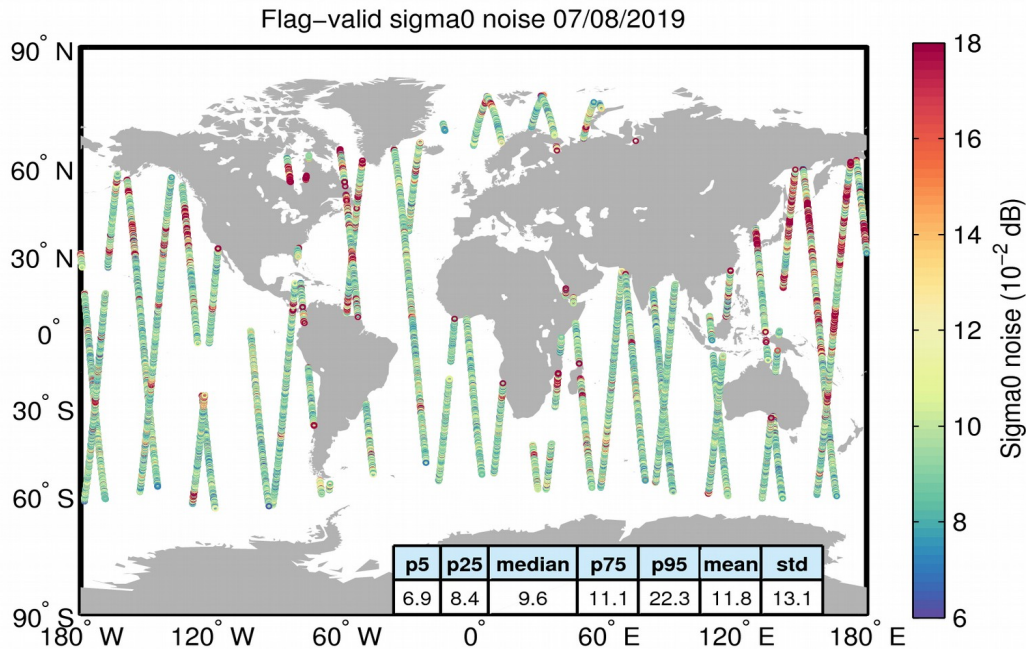 Flag-valid sigma0 noise 07/08/2019
90° N
60° N
30° N
0°
30° S
60° S
90° S
180° W
120° W
60° W
0°
60° E
120° E
180° E
p5 p25 median p75 p95 mean std
6.9 8.4 9.6 11.1 22.3 11.8 13.1
18
16
14
12
10
8
6
Sigma0 noise (10⁻² dB)